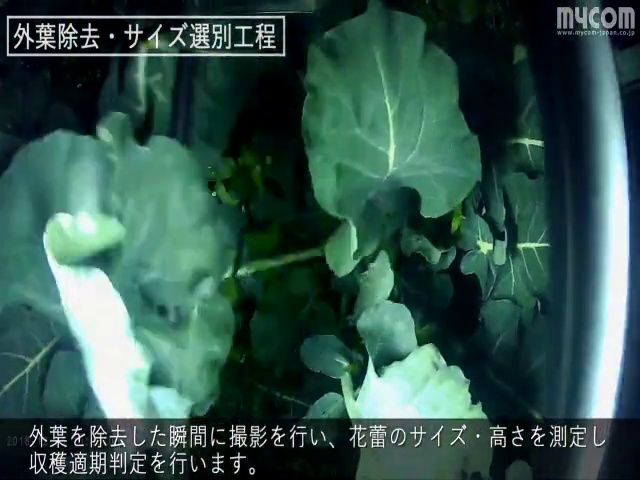 外葉除去・サイズ選別工程
mycom
www.mycom-japan.co.jp
外葉を除去した瞬間に撮影を行い、花蕾のサイズ・高さを測定し
収穫適期判定を行います。